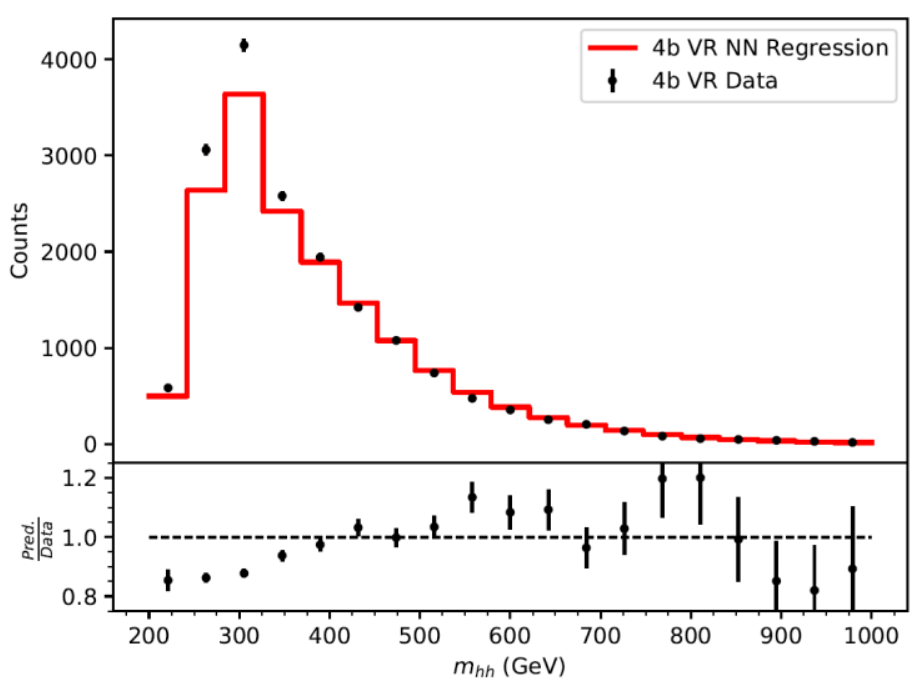 4b VR NN Regression
4b VR Data
4000
3000
2000
1000
0
Counts
1.2
1.0
0.8
Pred.
Data
200 300 400 500 600 700 800 900 1000
m_hh (GeV)